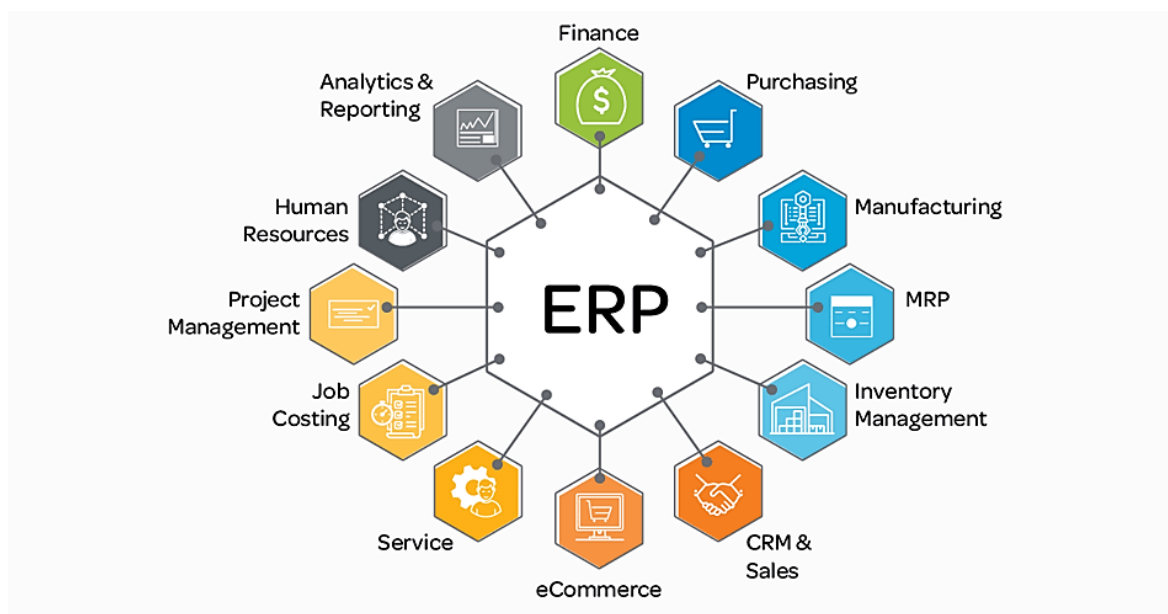 Finance
Analytics &
Reporting
Purchasing
Human
Resources
Manufacturing
Project
Management
ERP
MRP
Job
Costing
Inventory
Management
Service
CRM &
Sales
eCommerce
$